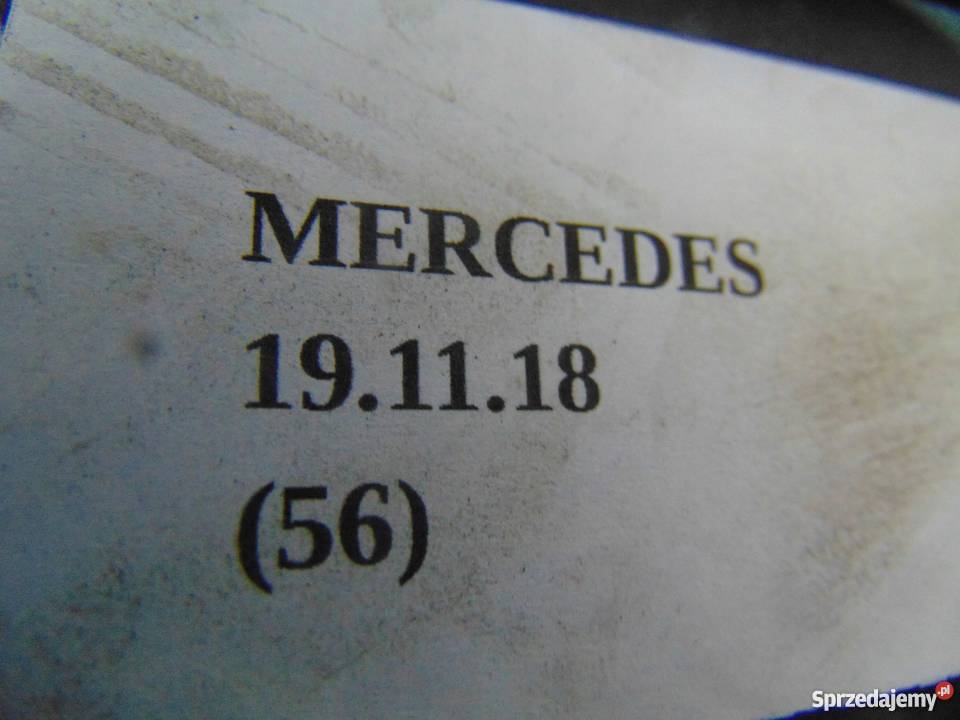 MERCEDES
19.11.18
(56)
Sprzedajemy.pl